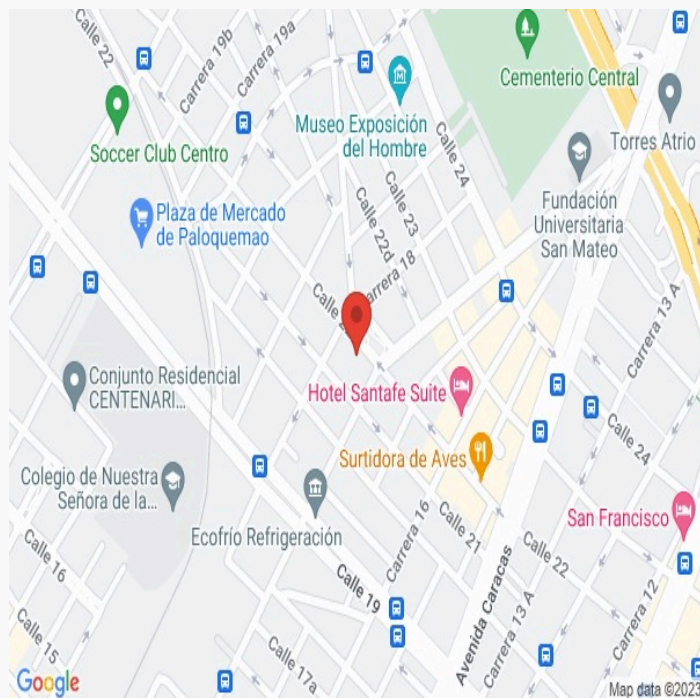 Calle 22
Carrera 19b
Carrera 19a
Cementerio Central
Museo Exposición
del Hombre
Torres Atrio
Soccer Club Centro
Calle 24
Fundación
Universitaria
San Mateo
Plaza de Mercado
de Paloquemao
Calle 23
Calle 22d
Carrera 18
Carrera 13 A
Hotel Santafe Suite
Conjunto Residencial
CENTENARI...
Surtidora de Aves
Calle 24
Colegio de Nuestra
Señora de la...
San Francisco
Ecofrío Refrigeración
Carrera 16
Calle 21
Calle 22
Calle 16
Calle 19
Avenida Caracas
Carrera 13 A
Carrera 12
Calle 15
Calle 17a
Google
Map data ©202